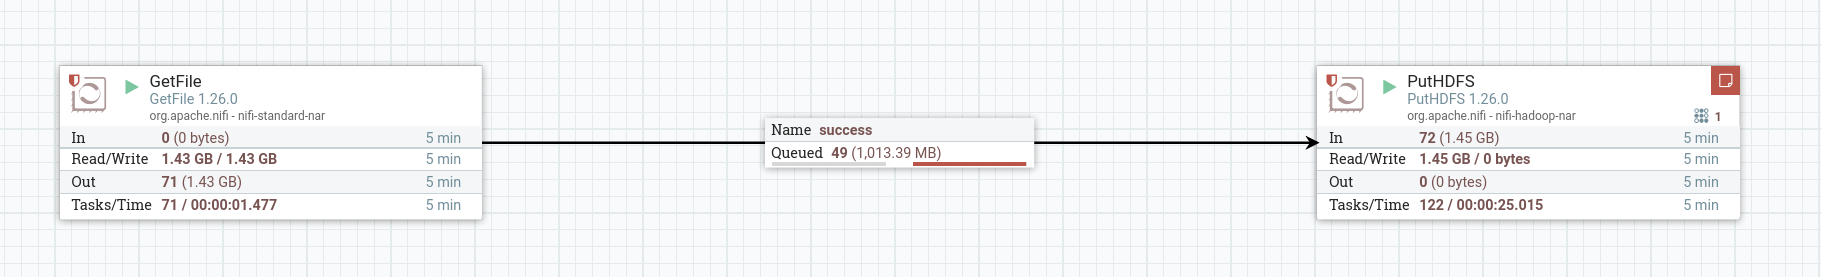 GetFile
GetFile 1.26.0
org.apache.nifi - nifi-standard-nar
In 0 (0 bytes) 5 min
Read/Write 1.43 GB / 1.43 GB 5 min
Out 71 (1.43 GB) 5 min
Tasks/Time 71 / 00:00:01.477 5 min
Name success
Queued 49 (1,013.39 MB)
PutHDFS
PutHDFS 1.26.0
org.apache.nifi - nifi-hadoop-nar
1
In 72 (1.45 GB) 5 min
Read/Write 1.45 GB / 0 bytes 5 min
Out 0 (0 bytes) 5 min
Tasks/Time 122 / 00:00:25.015 5 min